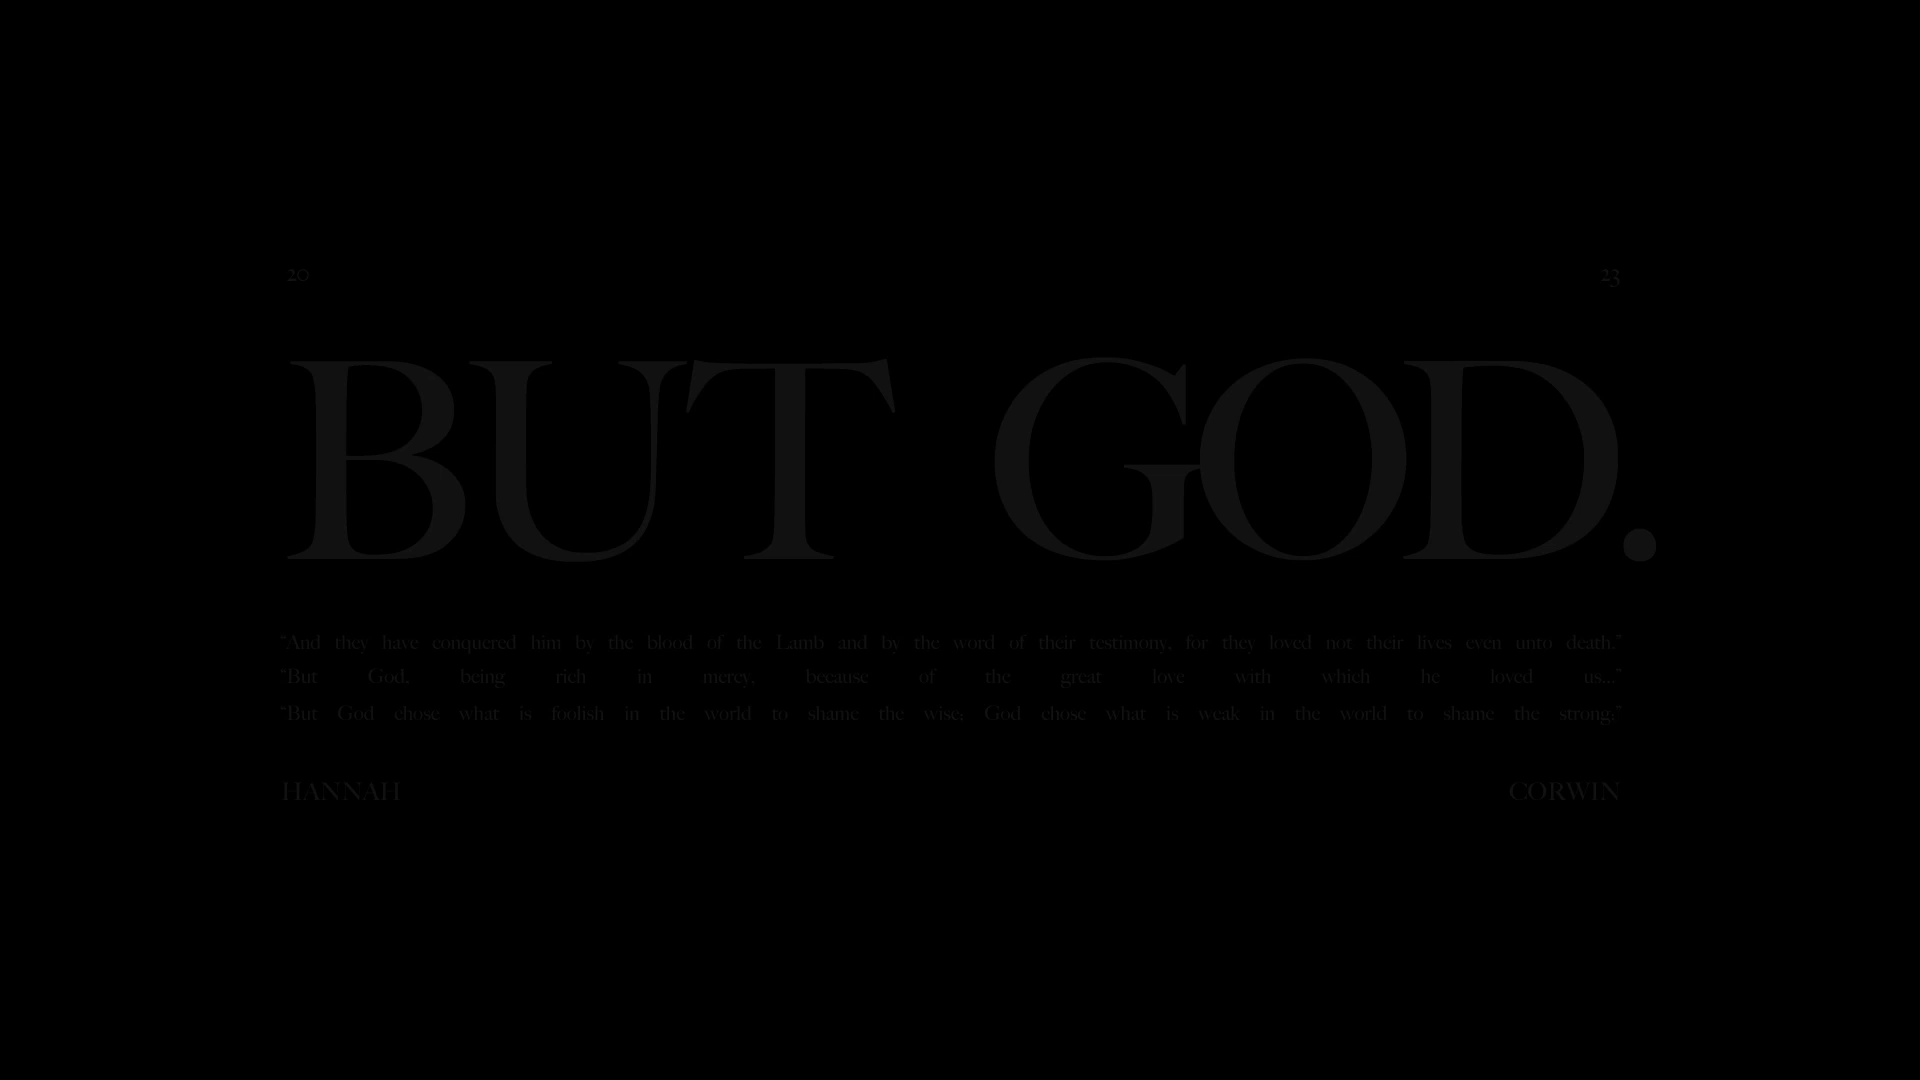 20 23
BUT GOD.
“And they have conquered him by the blood of the Lamb and by the word of their testimony, for they loved not their lives even unto death.”
“But God, being rich in mercy, because of the great love with which he loved us...”
“But God chose what is foolish in the world to shame the wise; God chose what is weak in the world to shame the strong;”
HANNAH CORWIN